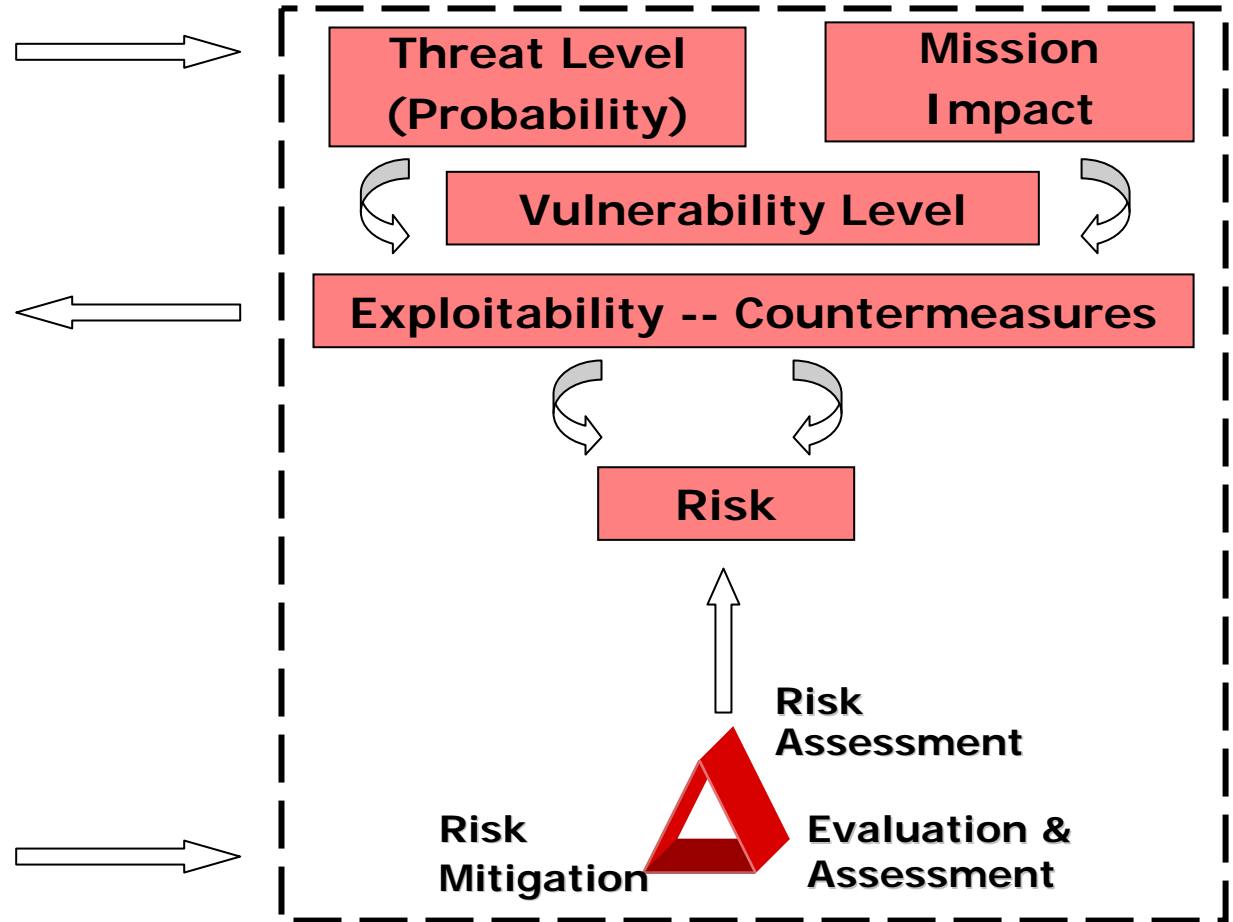 Threat Level
(Probability)
Mission
Impact
Vulnerability Level
Exploitability -- Countermeasures
Risk
Risk
Assessment
Risk
Mitigation
Evaluation &
Assessment